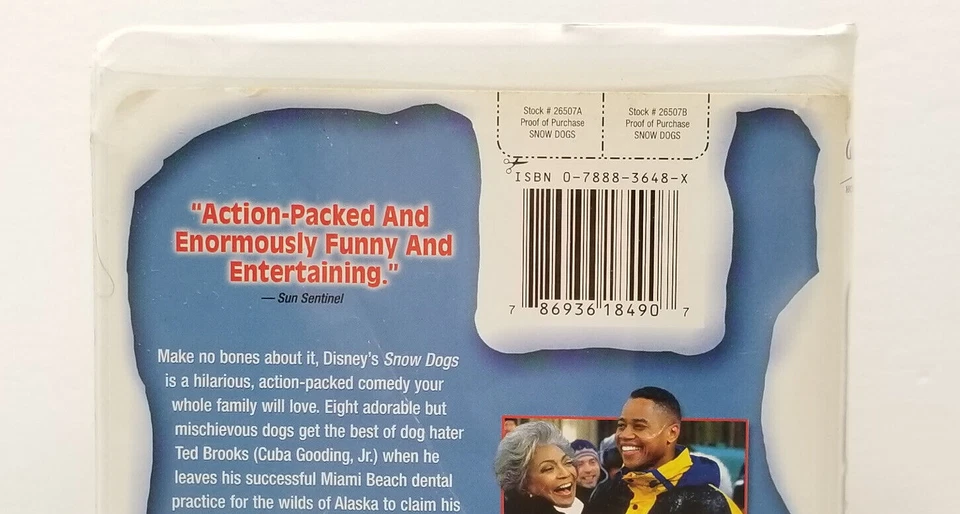 Stock # 26507A
Proof of Purchase
SNOW DOGS
Stock # 26507B
Proof of Purchase
SNOW DOGS
ISBN 0-7888-3648-X
7 86936 18490 7
"Action-Packed And
Enormously Funny And
Entertaining."
— Sun Sentinel
Make no bones about it, Disney's Snow Dogs
is a hilarious, action-packed comedy your
whole family will love. Eight adorable but
mischievous dogs get the best of dog hater
Ted Brooks (Cuba Gooding, Jr.) when he
leaves his successful Miami Beach dental
practice for the wilds of Alaska to claim his